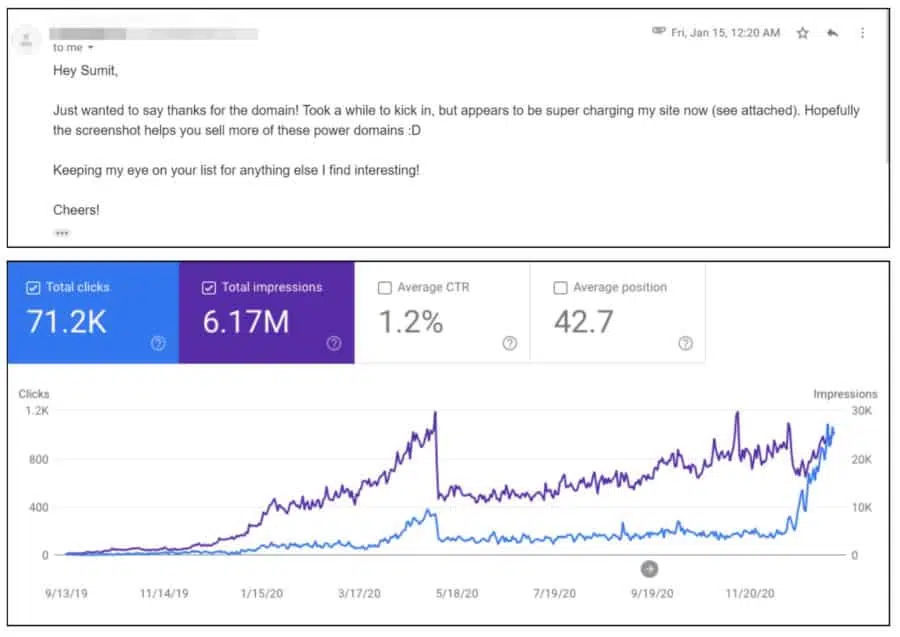 Fri, Jan 15, 12:20 AM
to me
Hey Sumit,
Just wanted to say thanks for the domain! Took a while to kick in, but appears to be super charging my site now (see attached). Hopefully
the screenshot helps you sell more of these power domains :D
Keeping my eye on your list for anything else I find interesting!
Cheers!
Total clicks
71.2K
Total impressions
6.17M
Average CTR
1.2%
Average position
42.7
Clicks
Impressions
1.2K
30K
800
20K
400
10K
0
0
9/13/19 11/14/19 1/15/20 3/17/20 5/18/20 7/19/20 9/19/20 11/20/20